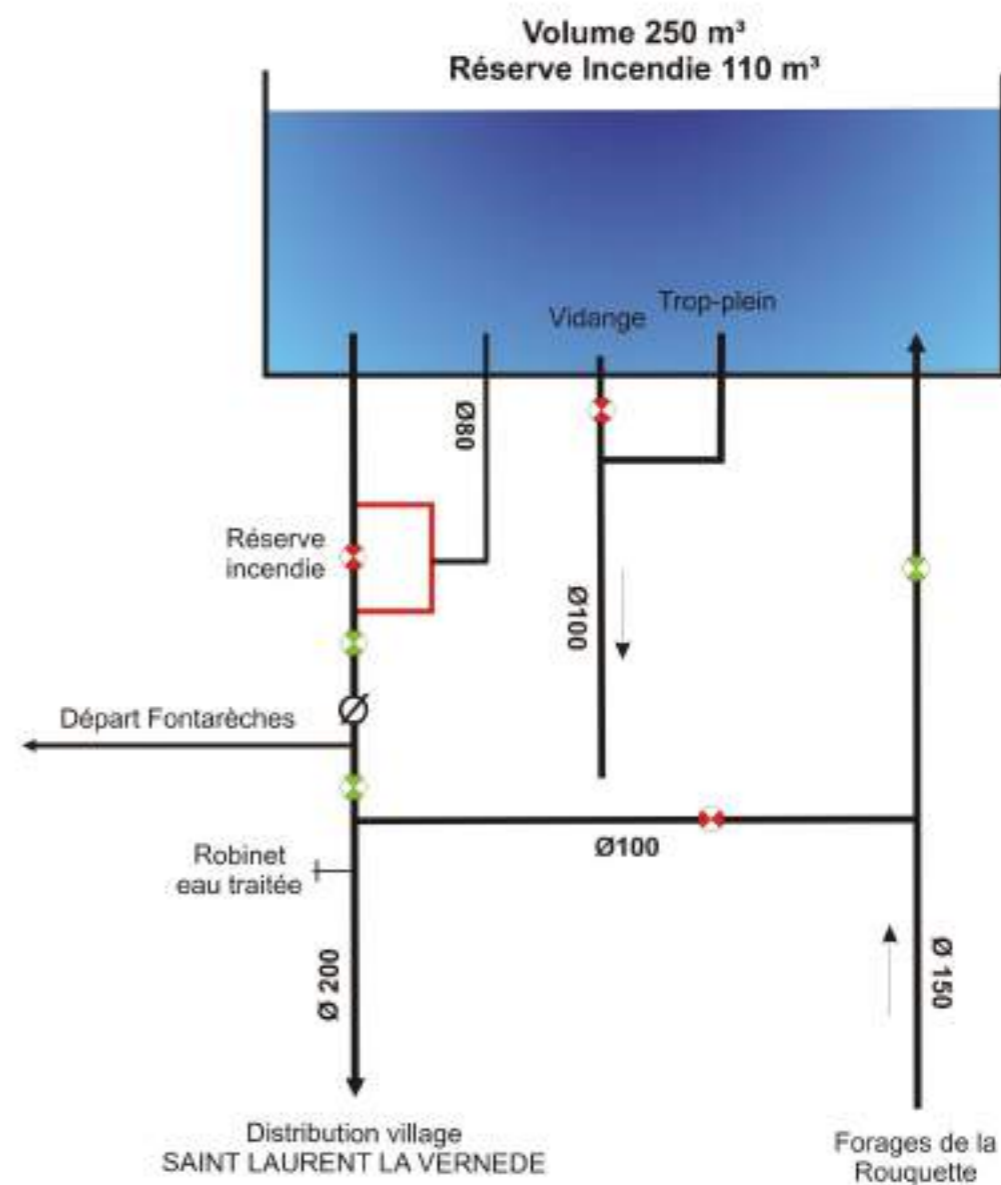 Volume 250 m³
Réserve Incendie 110 m³
Vidange
Trop-plein
Ø80
Réserve
incendie
Ø100
Départ Fontarèches
Ø100
Robinet
eau traitée
Ø 200
Ø 150
Distribution village
SAINT LAURENT LA VERNEDE
Forages de la
Rouquette